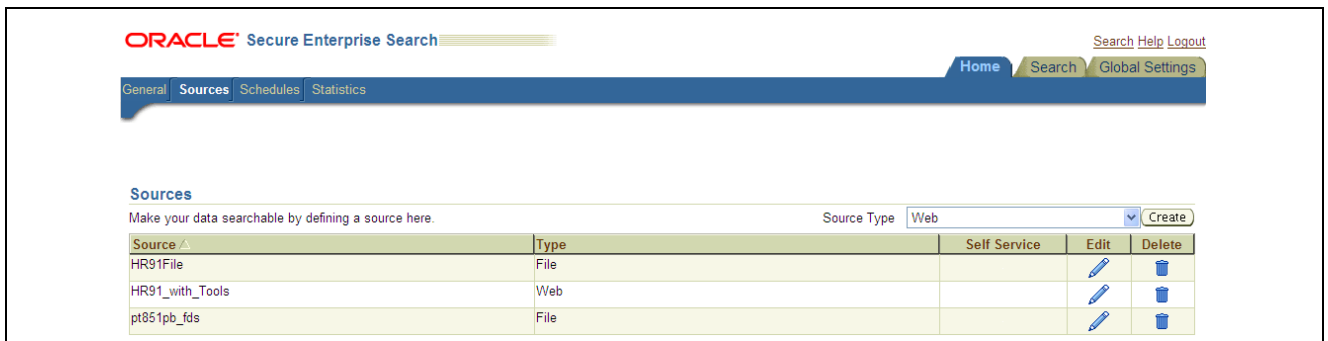 ORACLE® Secure Enterprise Search
Search Help Logout
Home Search Global Settings
General Sources Schedules Statistics
Sources
Make your data searchable by defining a source here. Source Type Web Create
Source Type Self Service Edit Delete
HR91File File
HR91_with_Tools Web
pt851pb_fds File